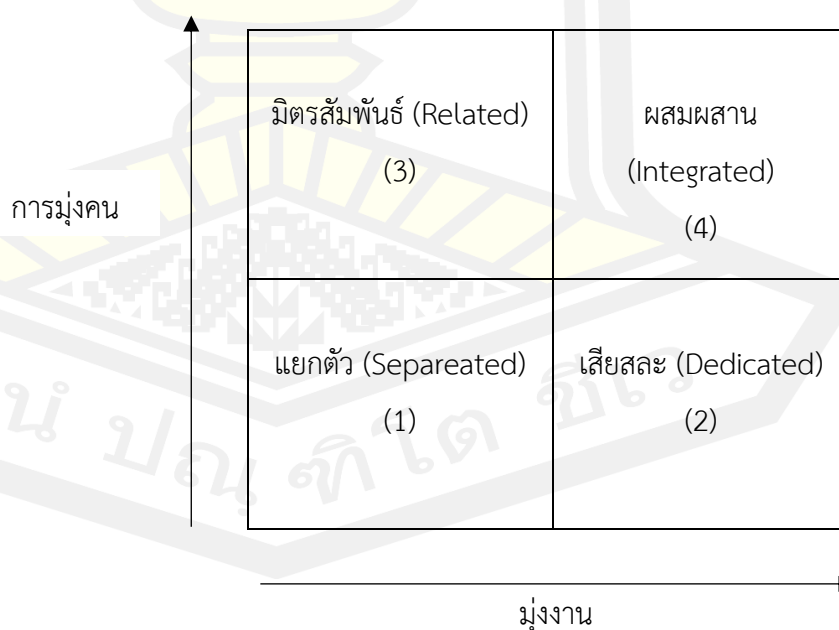 มิตรสัมพันธ์ (Related)
(3)
ผสมผสาน
(Integrated)
(4)
การมุ่งคน
แยกตัว (Separeated)
(1)
เสียสละ (Dedicated)
(2)
มุ่งงาน